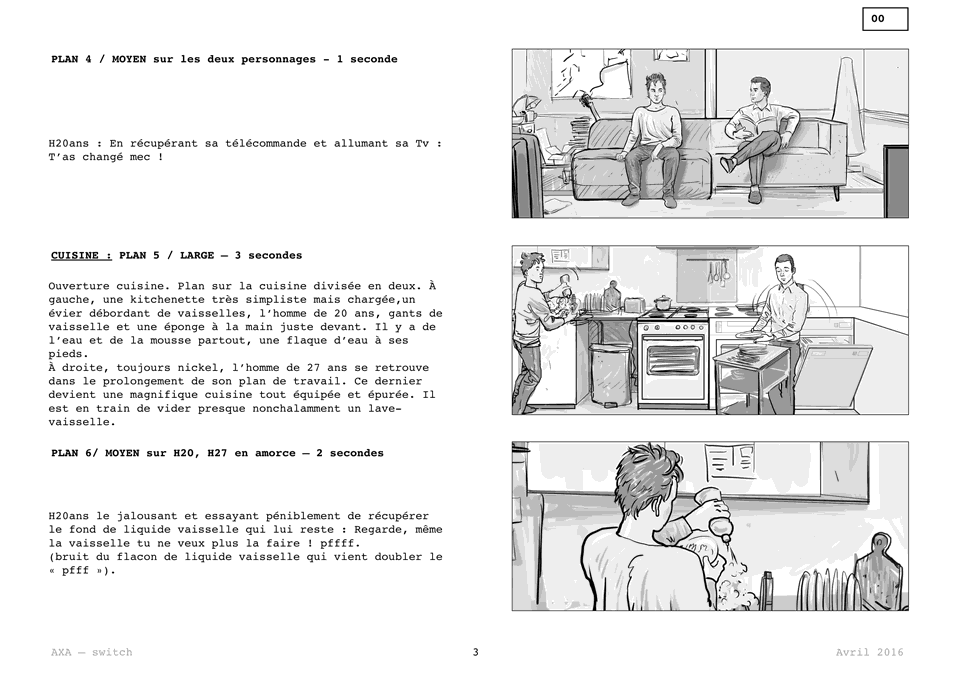 00
PLAN 4 / MOYEN sur les deux personnages - 1 seconde
H20ans : En récupérant sa télécommande et allumant sa Tv :
T’as changé mec !
CUISINE : PLAN 5 / LARGE – 3 secondes
Ouverture cuisine. Plan sur la cuisine divisée en deux. À
gauche, une kitchenette très simpliste mais chargée,un
évier débordant de vaisselles, l’homme de 20 ans, gants de
vaisselle et une éponge à la main juste devant. Il y a de
l’eau et de la mousse partout, une flaque d’eau à ses
pieds.
À droite, toujours nickel, l’homme de 27 ans se retrouve
dans le prolongement de son plan de travail. Ce dernier
devient une magnifique cuisine tout équipée et épurée. Il
est en train de vider presque nonchalamment un lave-
vaisselle.
PLAN 6/ MOYEN sur H20, H27 en amorce – 2 secondes
H20ans le jalousant et essayant péniblement de récupérer
le fond de liquide vaisselle qui lui reste : Regarde, même
la vaisselle tu ne veux plus la faire ! pffff.
(bruit du flacon de liquide vaisselle qui vient doubler le
« pfff »).
AXA – switch
3
Avril 2016